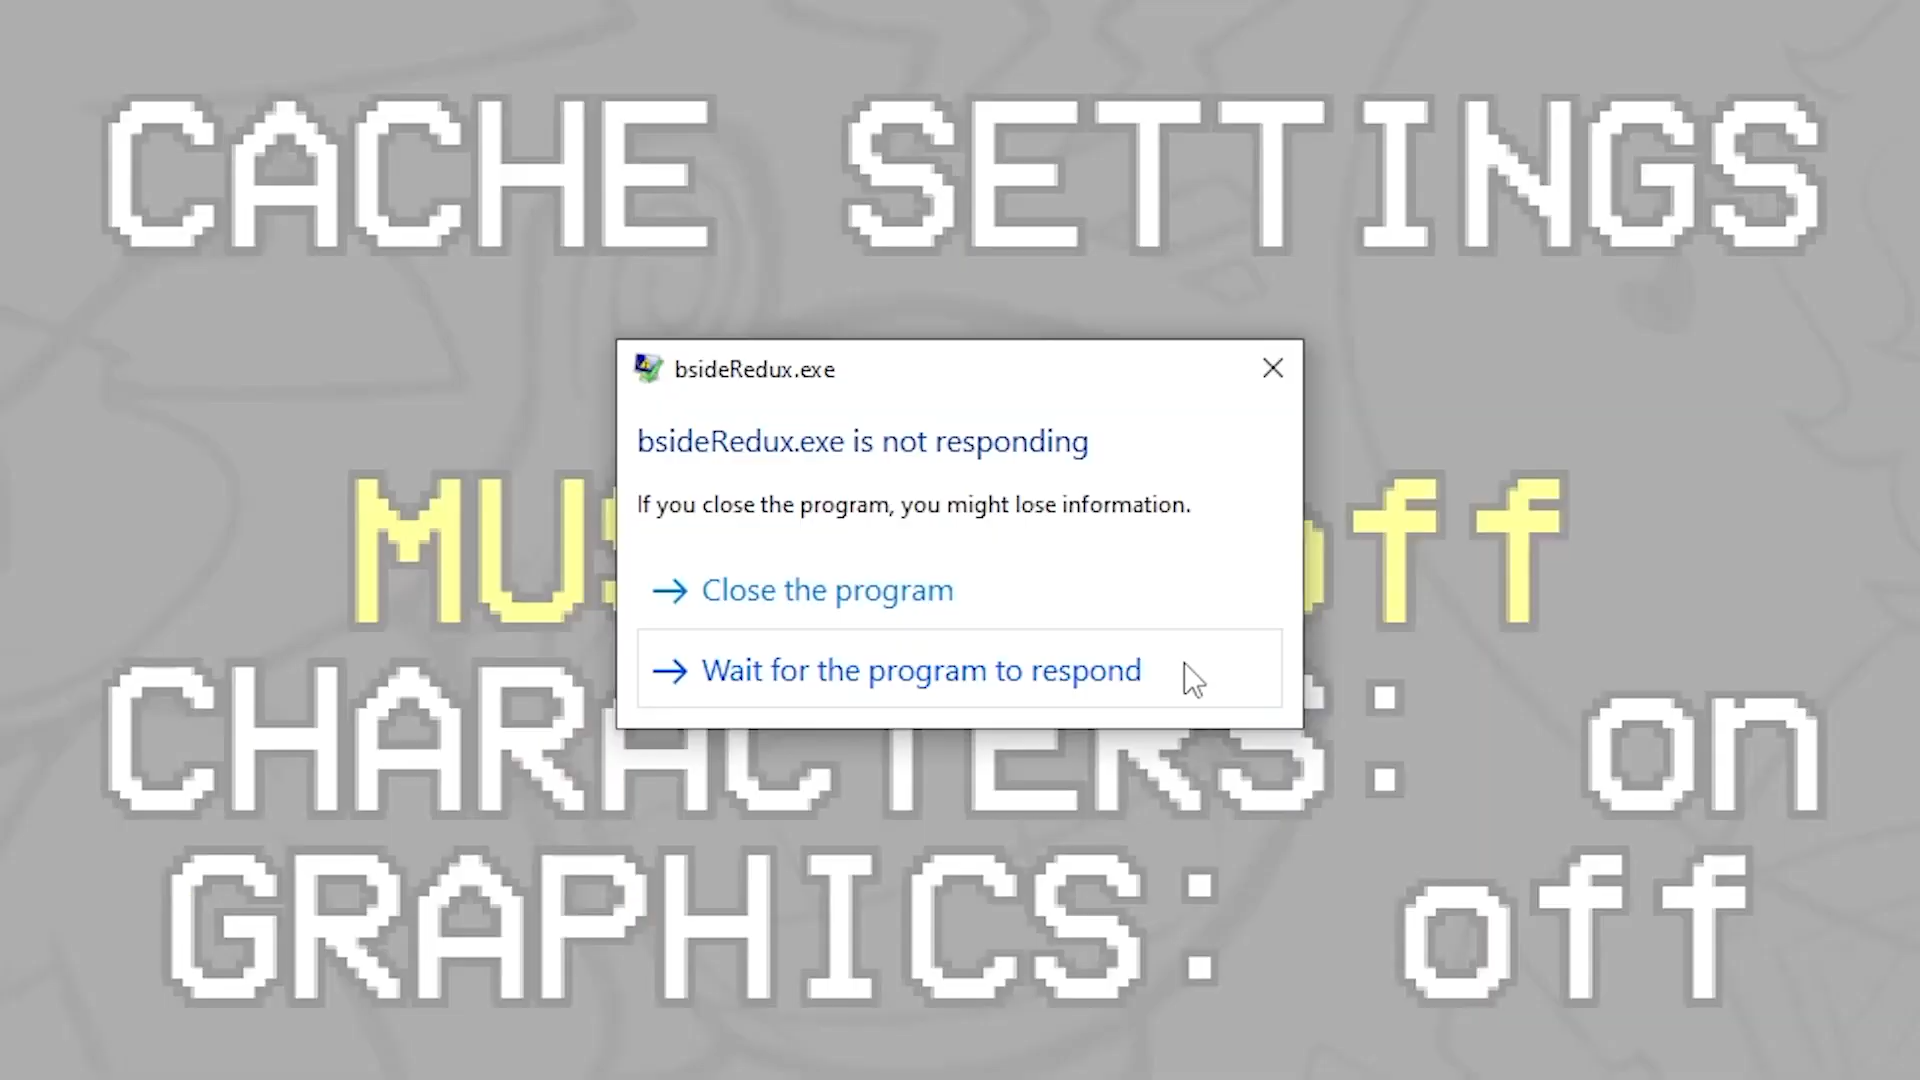 CACHE SETTINGS
bsideRedux.exe
bsideRedux.exe is not responding
If you close the program, you might lose information.
Close the program
Wait for the program to respond
off
CHARACTERS: on
GRAPHICS: off